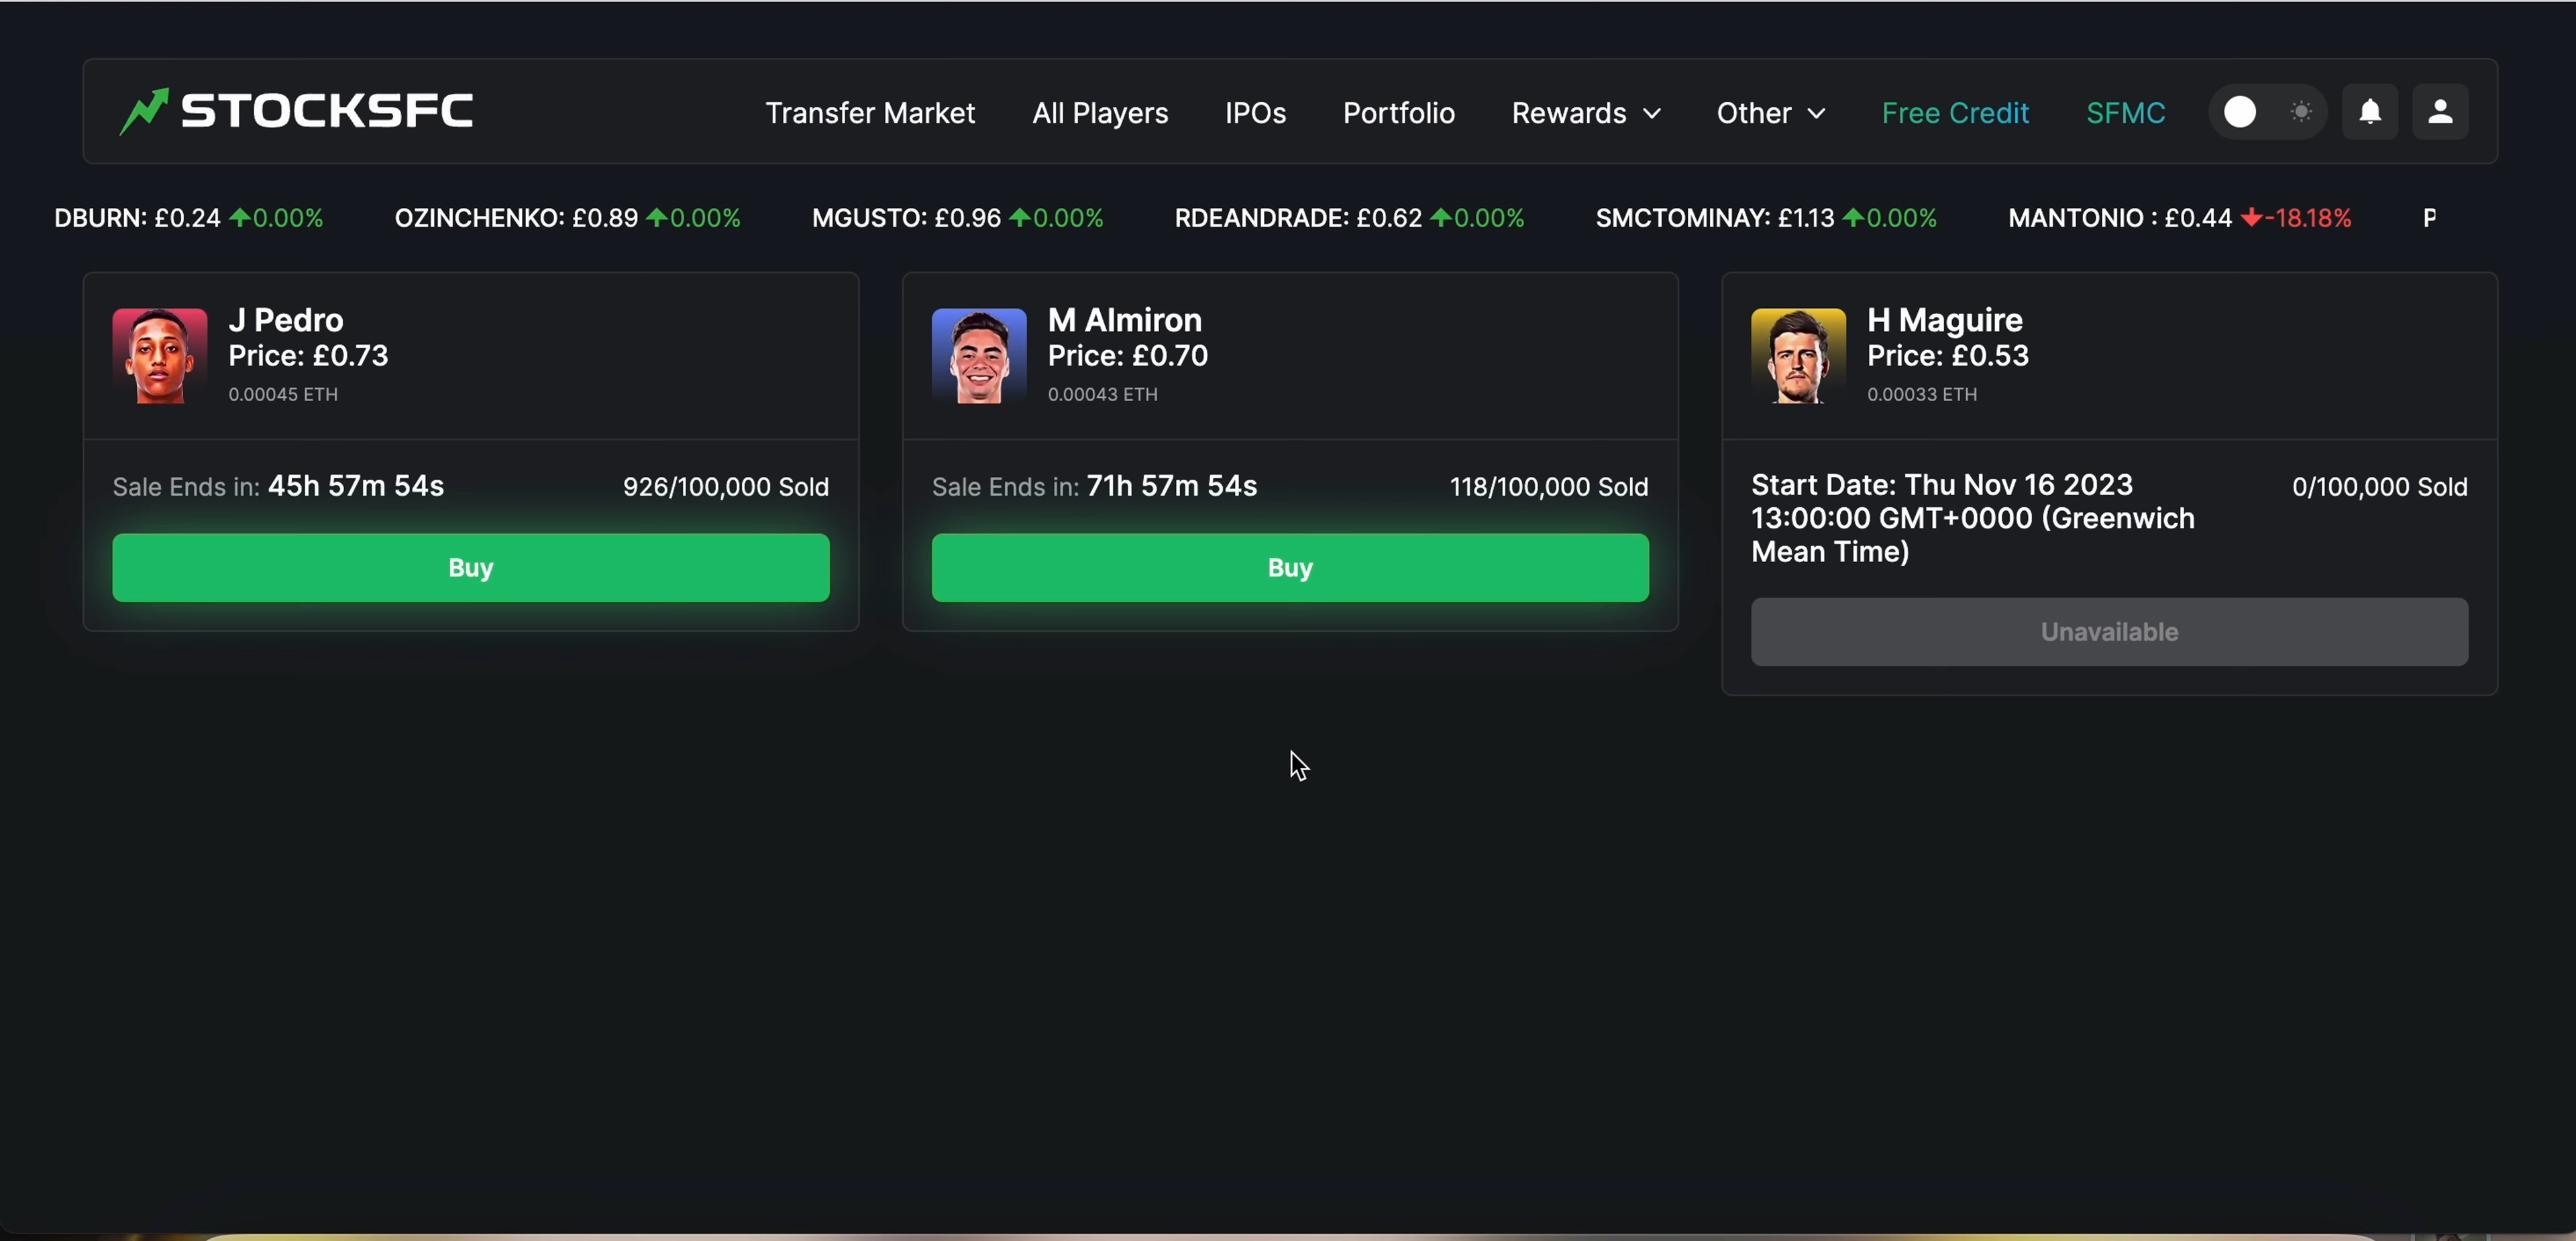 STOCKSFC
Transfer Market All Players IPOs Portfolio Rewards Other Free Credit SFMC
DBURN: £0.24 0.00% OZINCHENKO: £0.89 0.00% MGUSTO: £0.96 0.00% RDEANDRADE: £0.62 0.00% SMCTOMINAY: £1.13 0.00% MANTONIO : £0.44 -18.18% P
J Pedro
Price: £0.73
0.00045 ETH
Sale Ends in: 45h 57m 54s 926/100,000 Sold
Buy
M Almiron
Price: £0.70
0.00043 ETH
Sale Ends in: 71h 57m 54s 118/100,000 Sold
Buy
H Maguire
Price: £0.53
0.00033 ETH
Start Date: Thu Nov 16 2023 0/100,000 Sold
13:00:00 GMT+0000 (Greenwich
Mean Time)
Unavailable